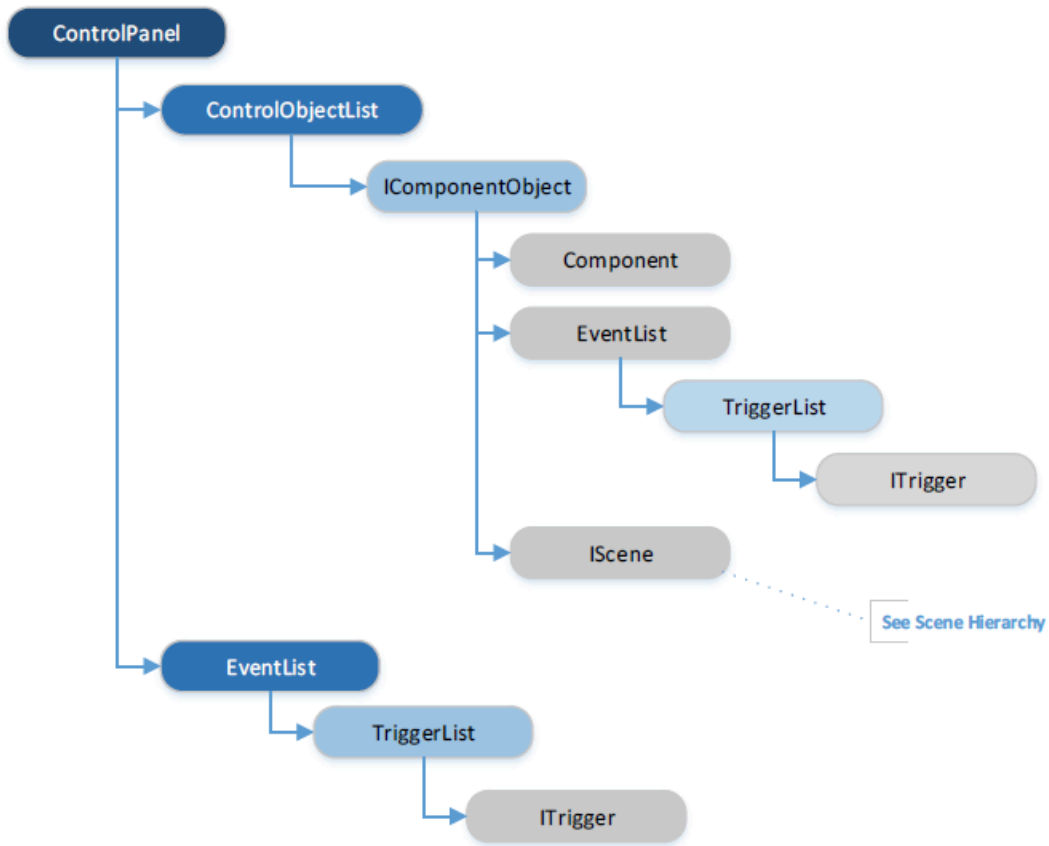 ControlPanel
ControlObjectList
IComponentObject
Component
EventList
TriggerList
ITrigger
IScene
See Scene Hierarchy
EventList
TriggerList
ITrigger